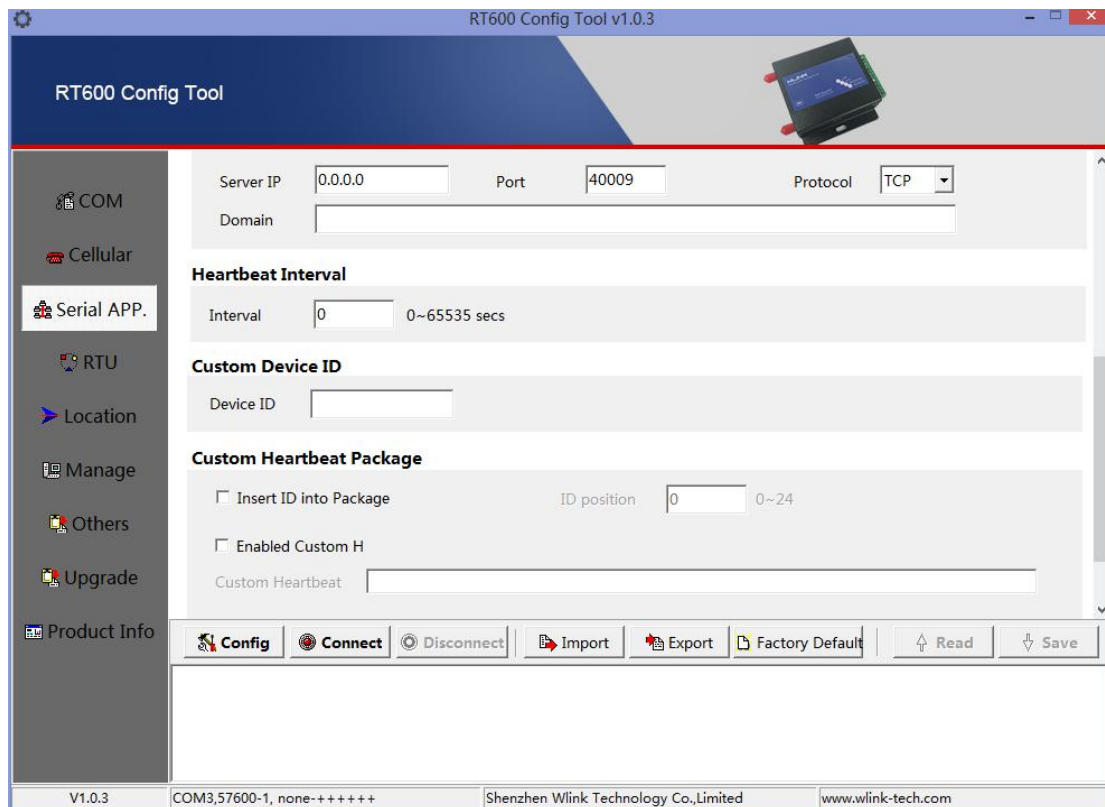 RT600 Config Tool v1.0.3
RT600 Config Tool
COM
Cellular
Serial APP.
RTU
Location
Manage
Others
Upgrade
Product Info
Server IP 0.0.0.0 Port 40009 Protocol TCP
Domain
Heartbeat Interval
Interval 0 0~65535 secs
Custom Device ID
Device ID
Custom Heartbeat Package
Insert ID into Package ID position 0 0~24
Enabled Custom H
Custom Heartbeat
Config Connect Disconnect Import Export Factory Default Read Save
V1.0.3 COM3,57600-1, none-++++++ Shenzhen Wlink Technology Co.,Limited www.wlink-tech.com